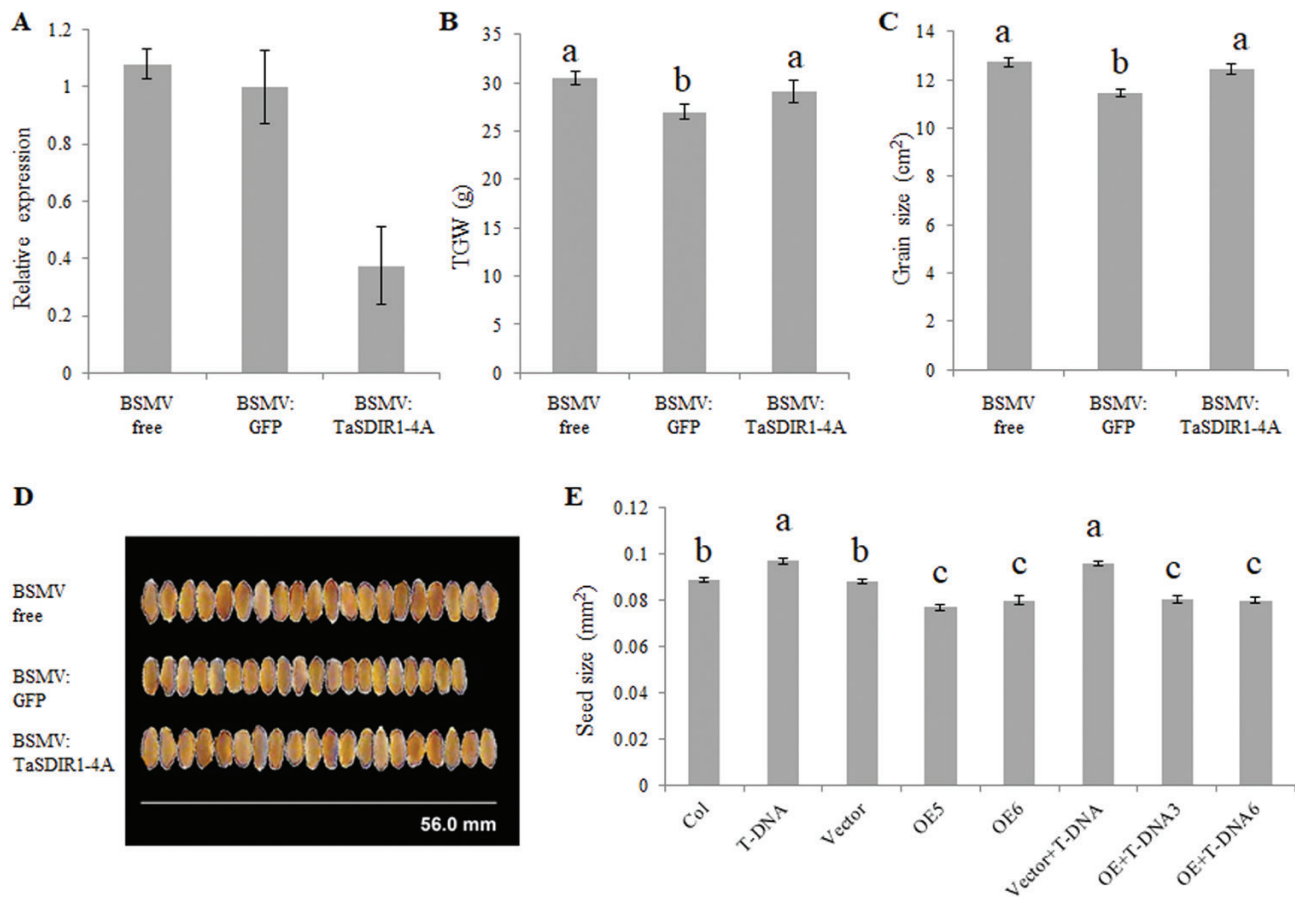 A
Relative expression
1.2
1
0.8
0.6
0.4
0.2
0
BSMV
free
BSMV:
GFP
BSMV:
TaSDIR1-4A
B
TGW (g)
35
30
25
20
15
10
5
0
a
b
a
BSMV
free
BSMV:
GFP
BSMV:
TaSDIR1-4A
C
Grain size (cm²)
14
12
10
8
6
4
2
0
a
b
a
BSMV
free
BSMV:
GFP
BSMV:
TaSDIR1-4A
D
BSMV
free
BSMV:
GFP
BSMV:
TaSDIR1-4A
56.0 mm
E
Seed size (mm²)
0.12
0.1
0.08
0.06
0.04
0.02
0
b
a
b
c
c
a
c
c
Col
T-DNA
Vector
OE5
OE6
Vector+T-DNA
OE+T-DNA3
OE+T-DNA6